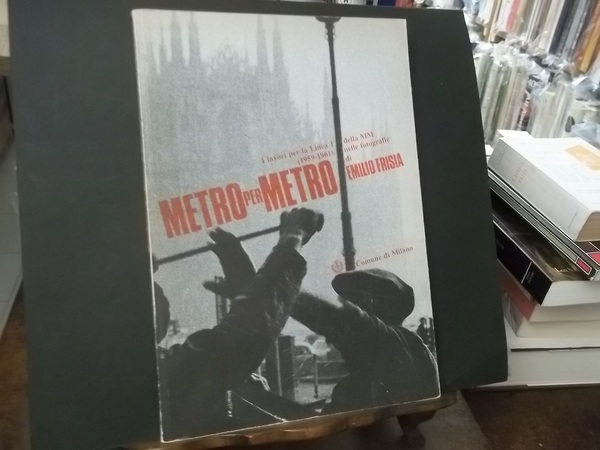 I lavori per la Linea 1 della MM
(1959-1961) nelle fotografie
di
METRO PER METRO EMILIO FRISIA
Comune di Milano
M M